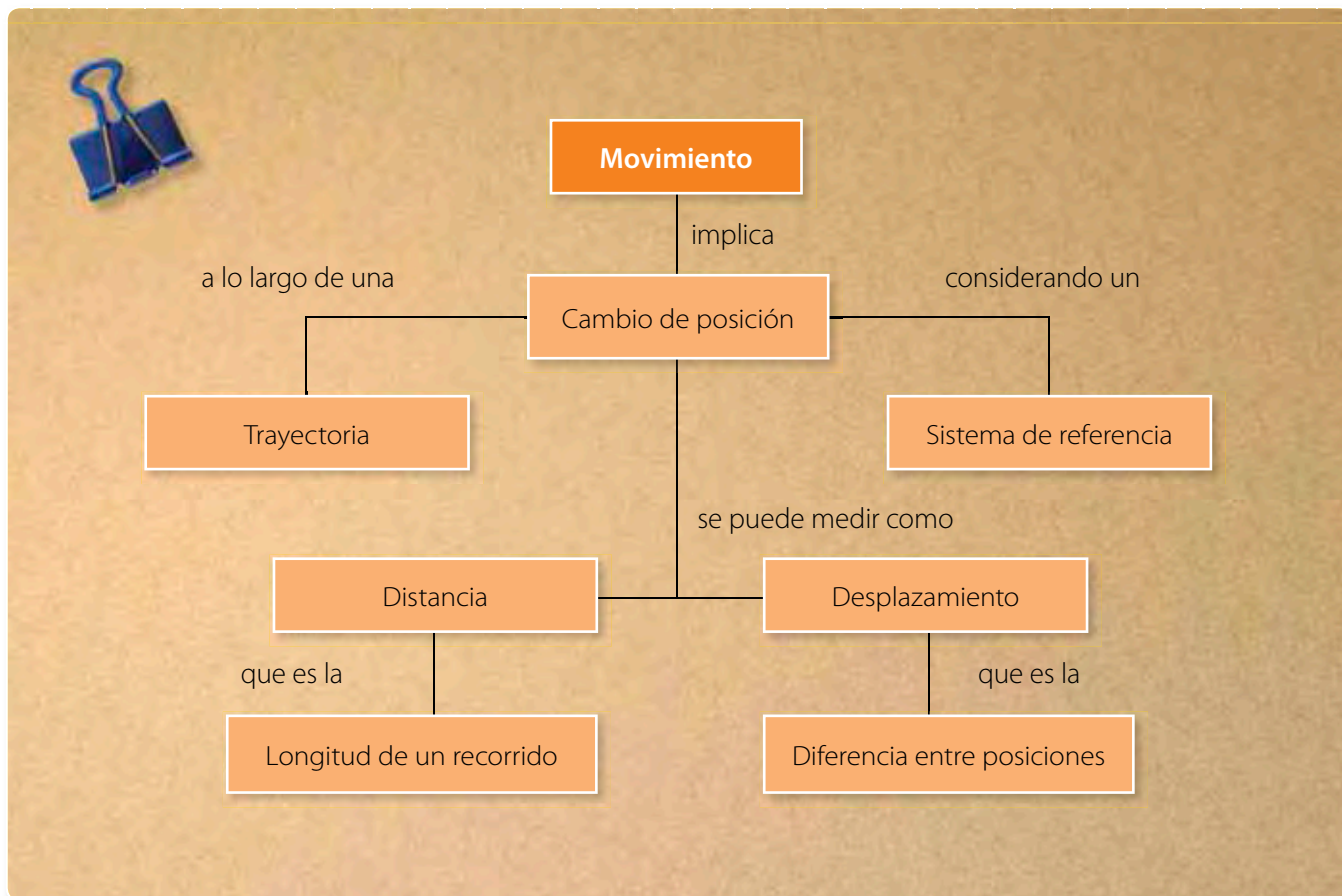 Movimiento
implica
a lo largo de una
considerando un
Cambio de posición
Trayectoria
Sistema de referencia
se puede medir como
Distancia
Desplazamiento
que es la
que es la
Longitud de un recorrido
Diferencia entre posiciones